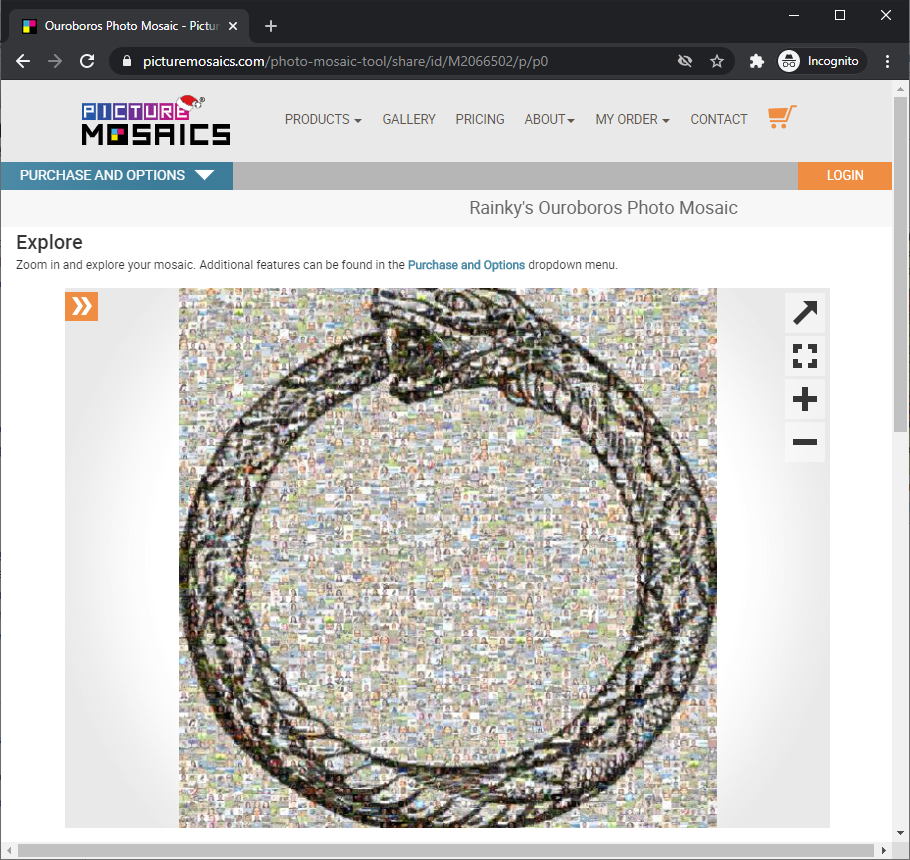 Ouroboros Photo Mosaic - Pictur
picturemosaics.com/photo-mosaic-tool/share/id/M2066502/p/p0
Incognito
PICTURE
MOSAICS
PRODUCTS
GALLERY
PRICING
ABOUT
MY ORDER
CONTACT
PURCHASE AND OPTIONS
LOGIN
Rainky's Ouroboros Photo Mosaic
Explore
Zoom in and explore your mosaic. Additional features can be found in the Purchase and Options dropdown menu.